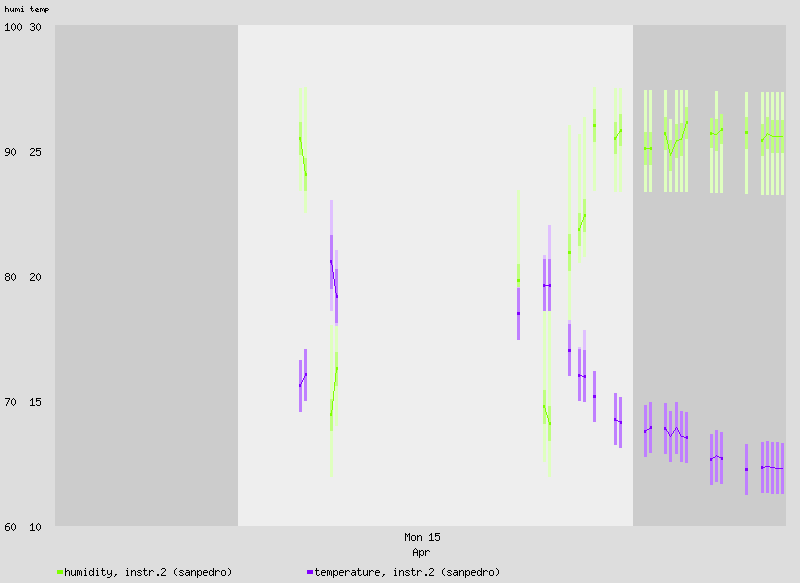 humi temp
100 30
90 25
80 20
70 15
60 10
Mon 15
Apr
humidity, instr.2 (sanpedro) temperature, instr.2 (sanpedro)